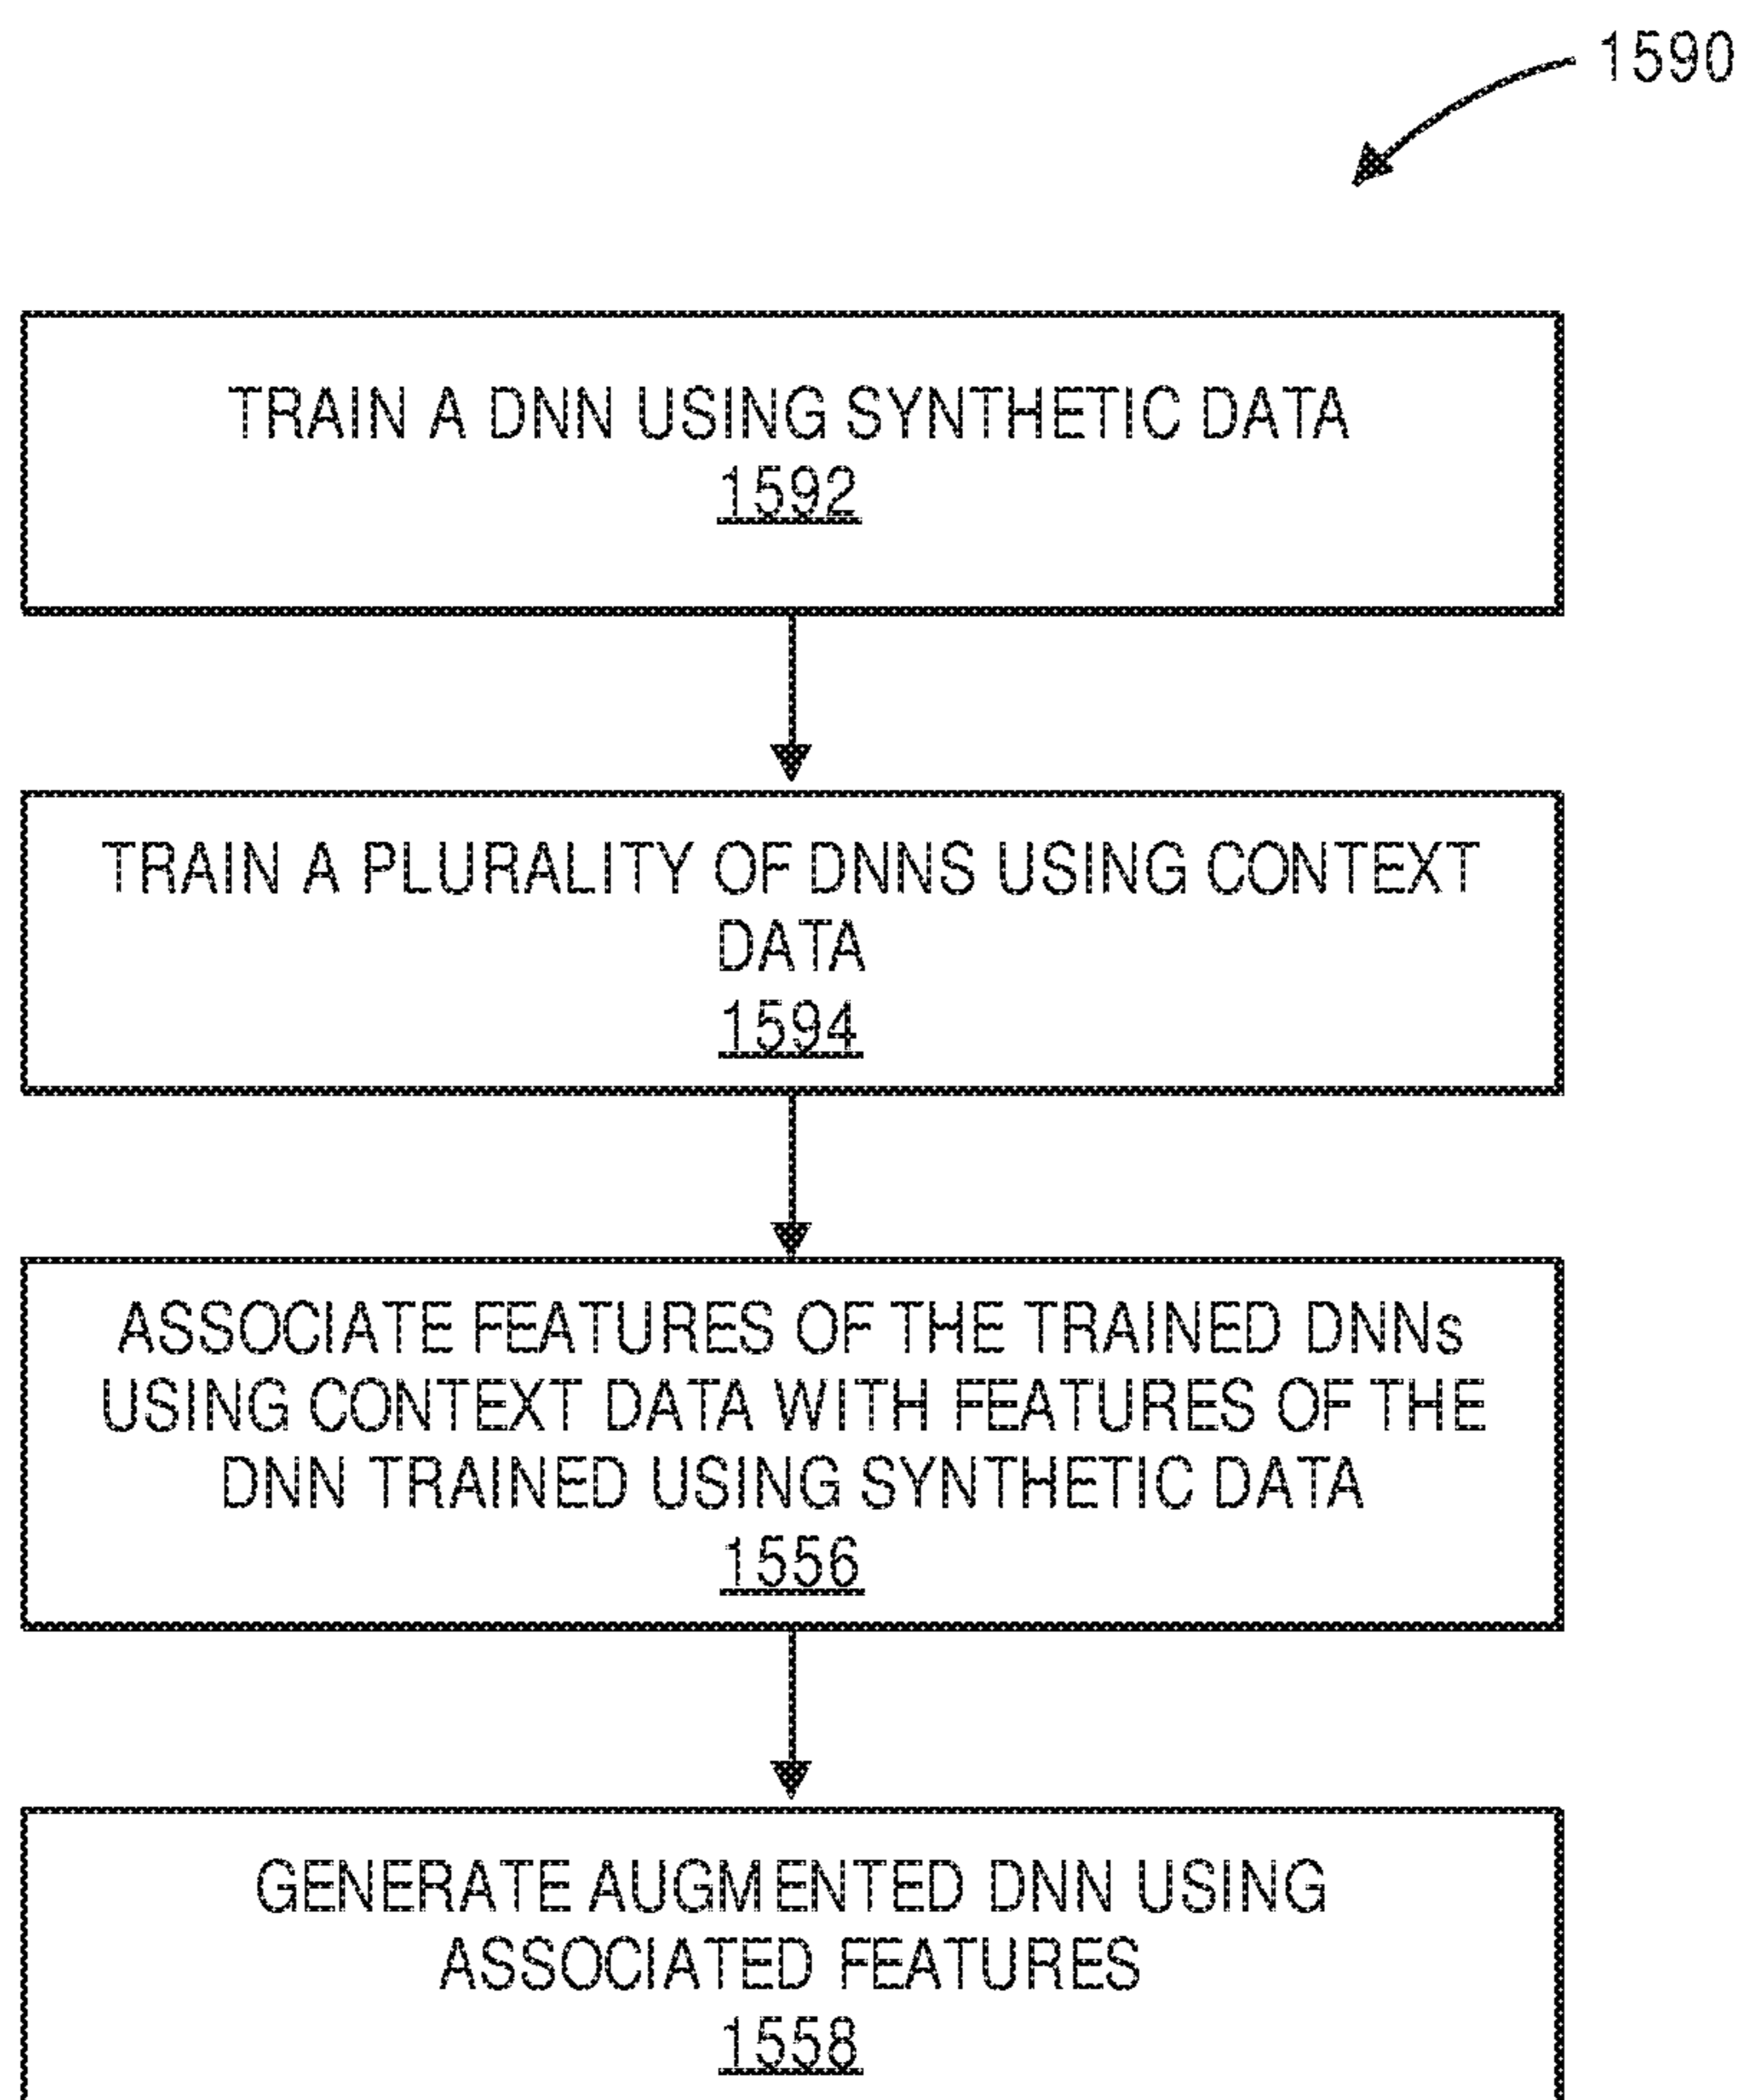 1590
TRAIN A DNN USING SYNTHETIC DATA
1592
TRAIN A PLURALITY OF DNNS USING CONTEXT
DATA
1594
ASSOCIATE FEATURES OF THE TRAINED DNNs
USING CONTEXT DATA WITH FEATURES OF THE
DNN TRAINED USING SYNTHETIC DATA
1556
GENERATE AUGMENTED DNN USING
ASSOCIATED FEATURES
1558